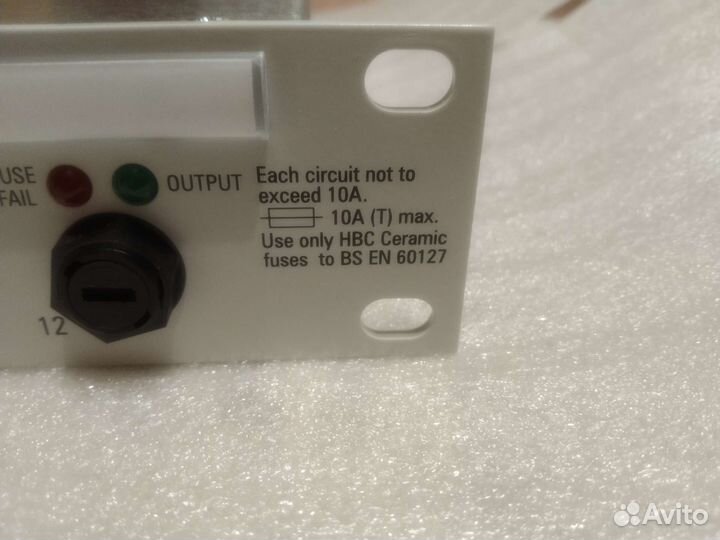 USE
FAIL
OUTPUT
Each circuit not to
exceed 10A.
10A (T) max.
Use only HBC Ceramic
fuses to BS EN 60127
12
Avito